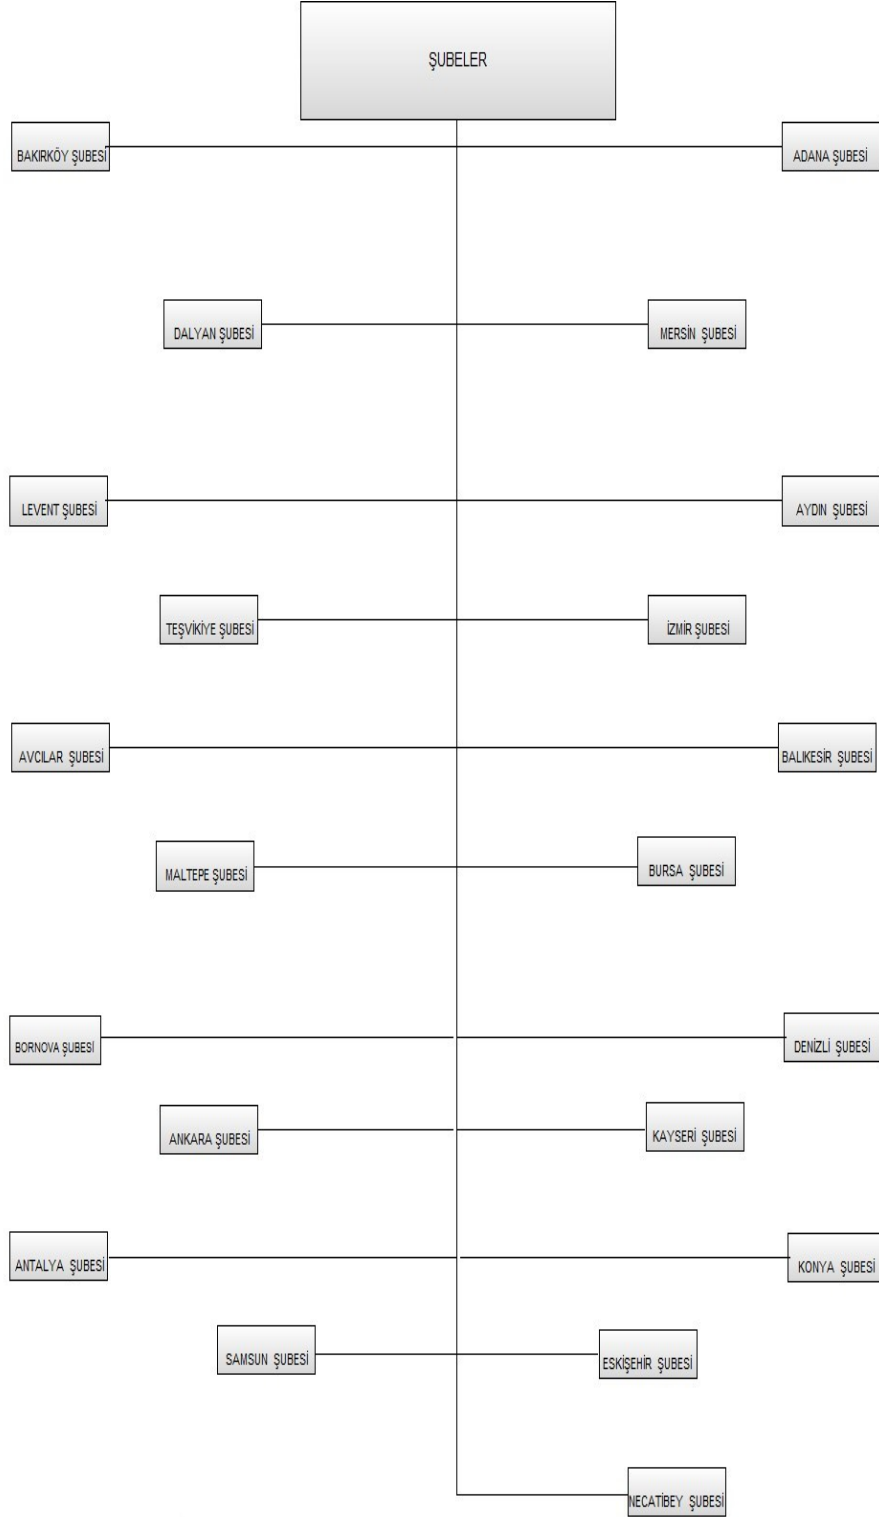 ŞUBELER
BAKIRKÖY ŞUBESİ
ADANA ŞUBESİ
DALYAN ŞUBESİ
MERSİN ŞUBESİ
LEVENT ŞUBESİ
AYDIN ŞUBESİ
TEŞVİKİYE ŞUBESİ
İZMİR ŞUBESİ
AVCILAR ŞUBESİ
BALIKESİR ŞUBESİ
MALTEPE ŞUBESİ
BURSA ŞUBESİ
BORNOVA ŞUBESİ
DENİZLİ ŞUBESİ
ANKARA ŞUBESİ
KAYSERİ ŞUBESİ
ANTALYA ŞUBESİ
KONYA ŞUBESİ
SAMSUN ŞUBESİ
ESKİŞEHİR ŞUBESİ
NECATİBEY ŞUBESİ